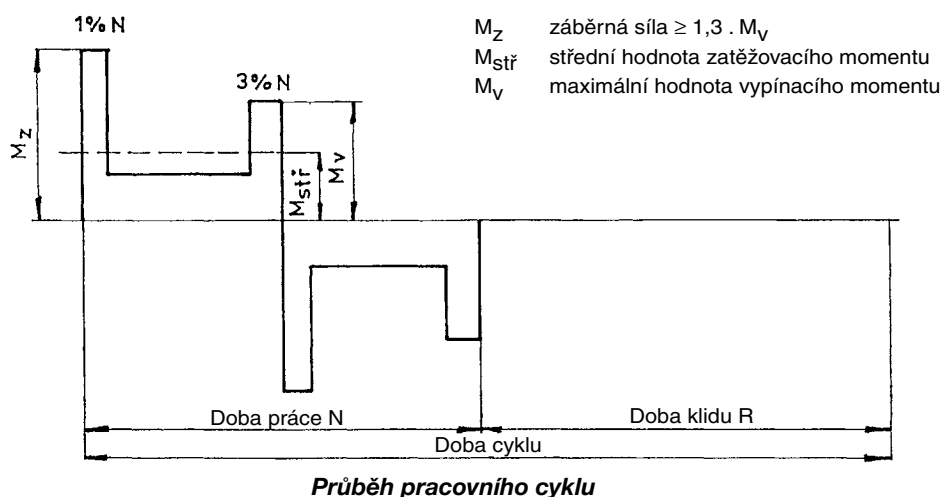 1% N
3% N
M_Z záběrná síla ≥ 1,3 . M_V
M_stř střední hodnota zatěžovacího momentu
M_V maximální hodnota vypínacího momentu
M_Z
M_stř
M_V
Doba práce N
Doba klidu R
Doba cyklu
Průběh pracovního cyklu